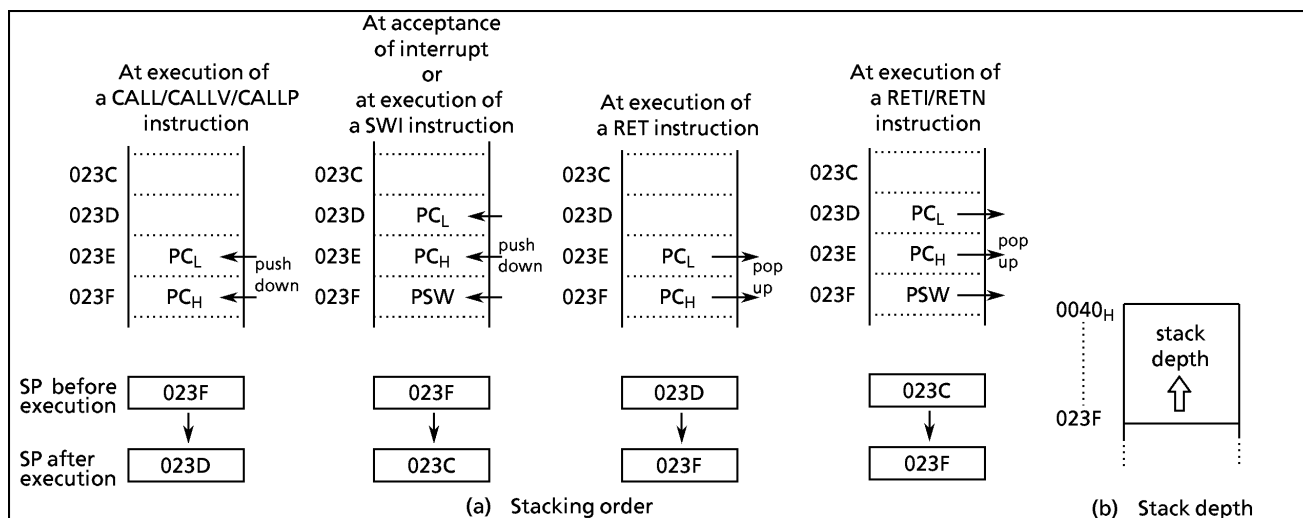 At execution of
a CALL/CALLV/CALLP
instruction
023C
023D
023E PCL
023F PCH
push
down
At acceptance
of interrupt
or
at execution of
a SWI instruction
023C
023D PCL
023E PCH
023F PSW
push
down
At execution of
a RET instruction
023C
023D
023E PCL
023F PCH
pop
up
At execution of
a RETI/RETN
instruction
023C
023D PCL
023E PCH
023F PSW
pop
up
SP before
execution
023F
023F
023D
023C
SP after
execution
023D
023C
023F
023F
(a) Stacking order
0040H
stack
depth
023F
(b) Stack depth